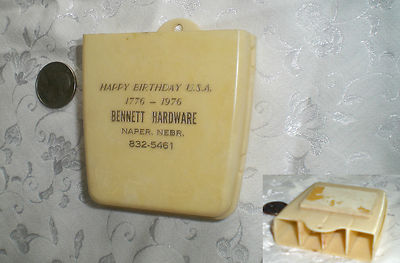 HAPPY BIRTHDAY U.S.A.
1776 – 1976
BENNETT HARDWARE
NAPER, NEBR.
832-5461